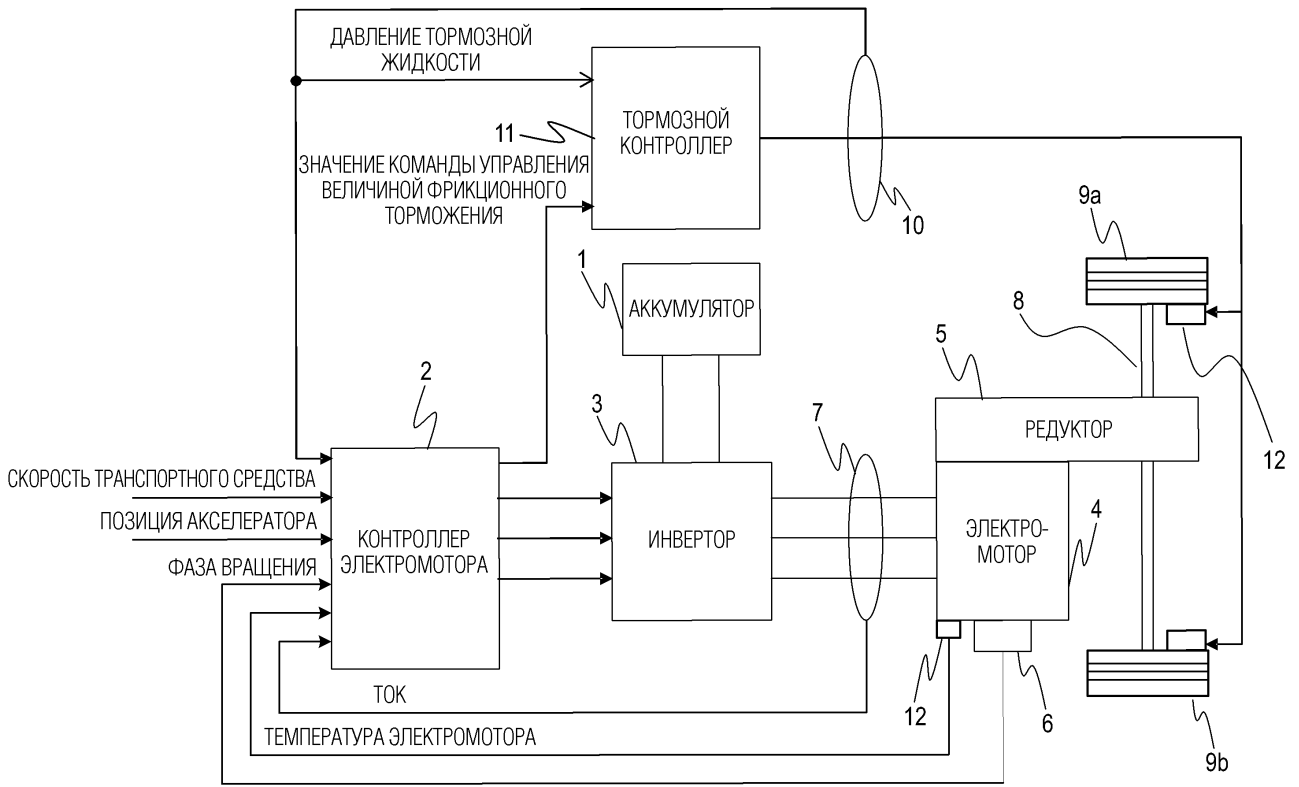 ДАВЛЕНИЕ ТОРМОЗНОЙ
ЖИДКОСТИ
ТОРМОЗНОЙ
КОНТРОЛЛЕР
11
ЗНАЧЕНИЕ КОМАНДЫ УПРАВЛЕНИЯ
ВЕЛИЧИНОЙ ФРИКЦИОННОГО
ТОРМОЖЕНИЯ
10
9a
1
АККУМУЛЯТОР
8
12
5
РЕДУКТОР
2
3
7
СКОРОСТЬ ТРАНСПОРТНОГО СРЕДСТВА
ПОЗИЦИЯ АКСЕЛЕРАТОРА
ФАЗА ВРАЩЕНИЯ
КОНТРОЛЛЕР
ЭЛЕКТРОМОТОРА
ИНВЕРТОР
ЭЛЕКТРО-
МОТОР
4
ТОК
12
6
ТЕМПЕРАТУРА ЭЛЕКТРОМОТОРА
9b